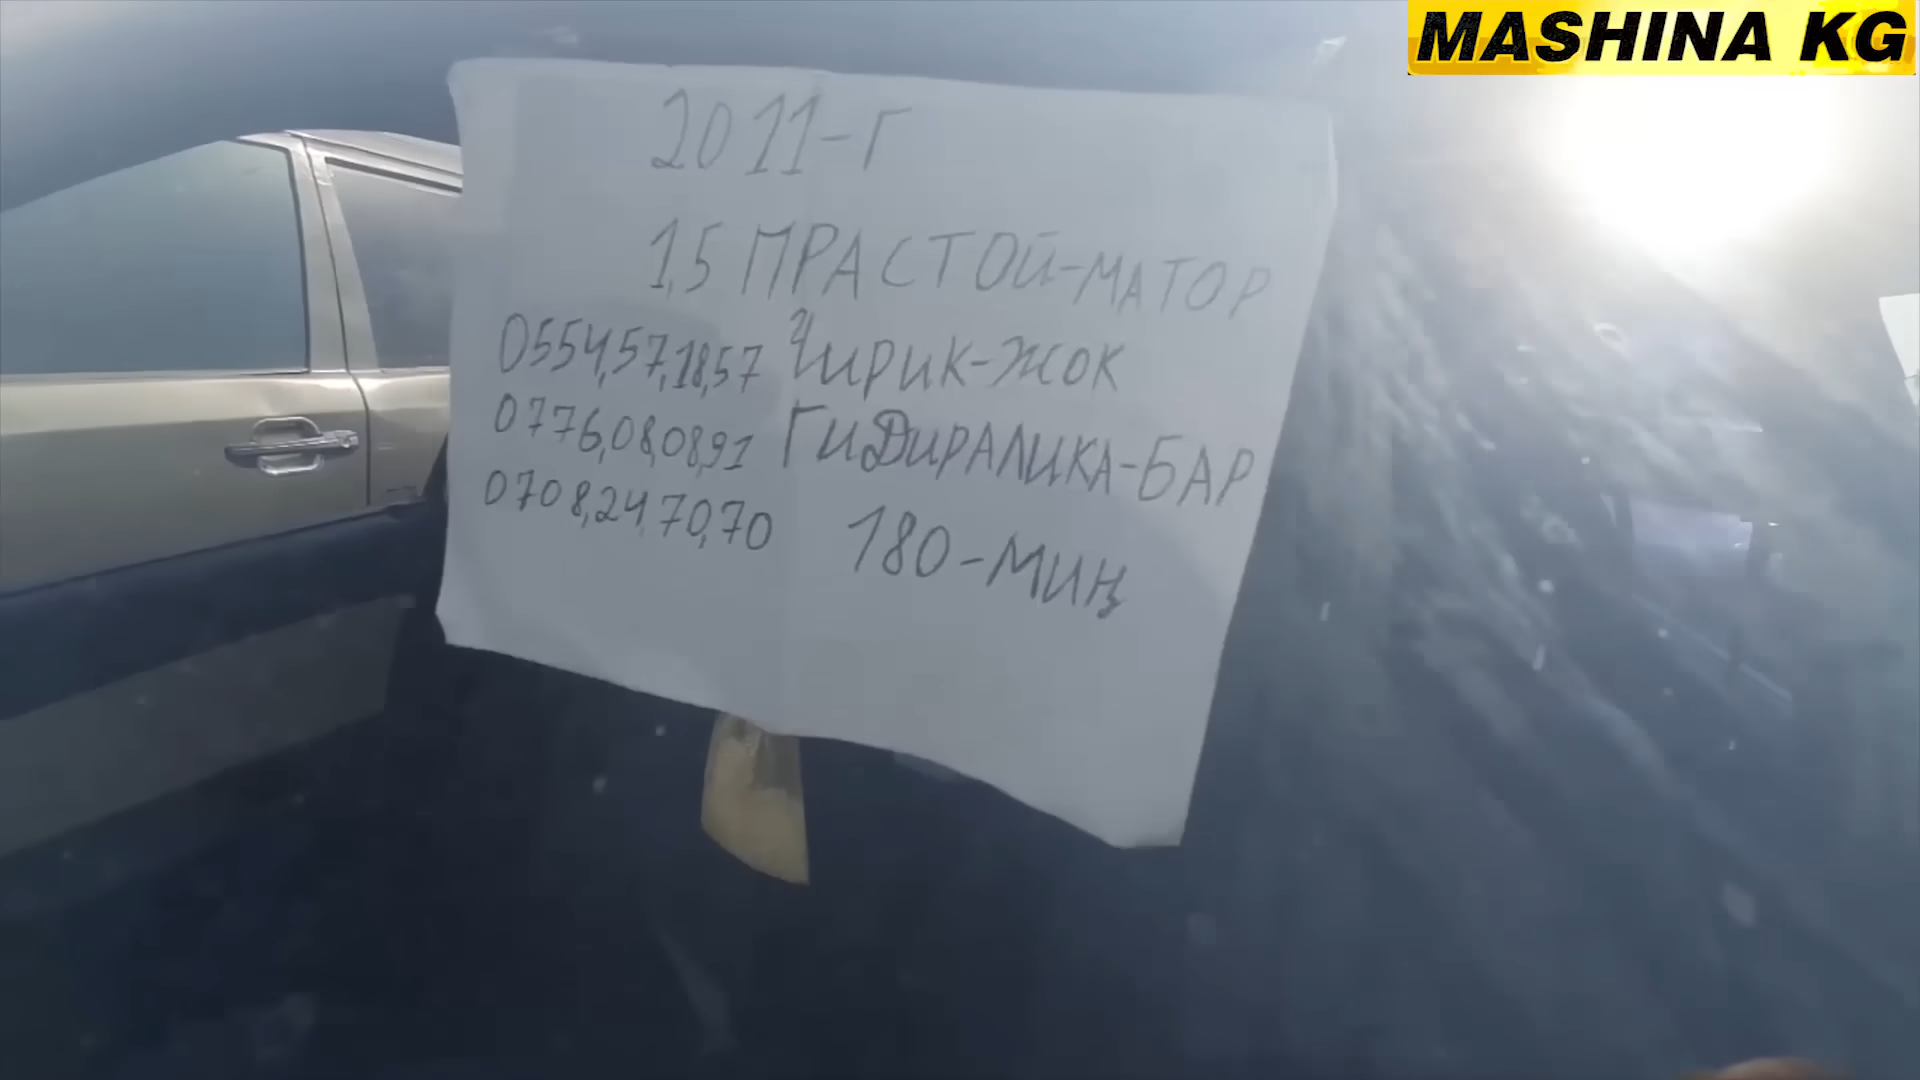 MASHINA KG
2011-Г
1,5 ПРАСТОЙ-МАТОР
0554,57,18,57 Чирик-жок
0776,08,08,91 ГиДИРАЛИКА-БАР
0708,24,70,70 180-миң